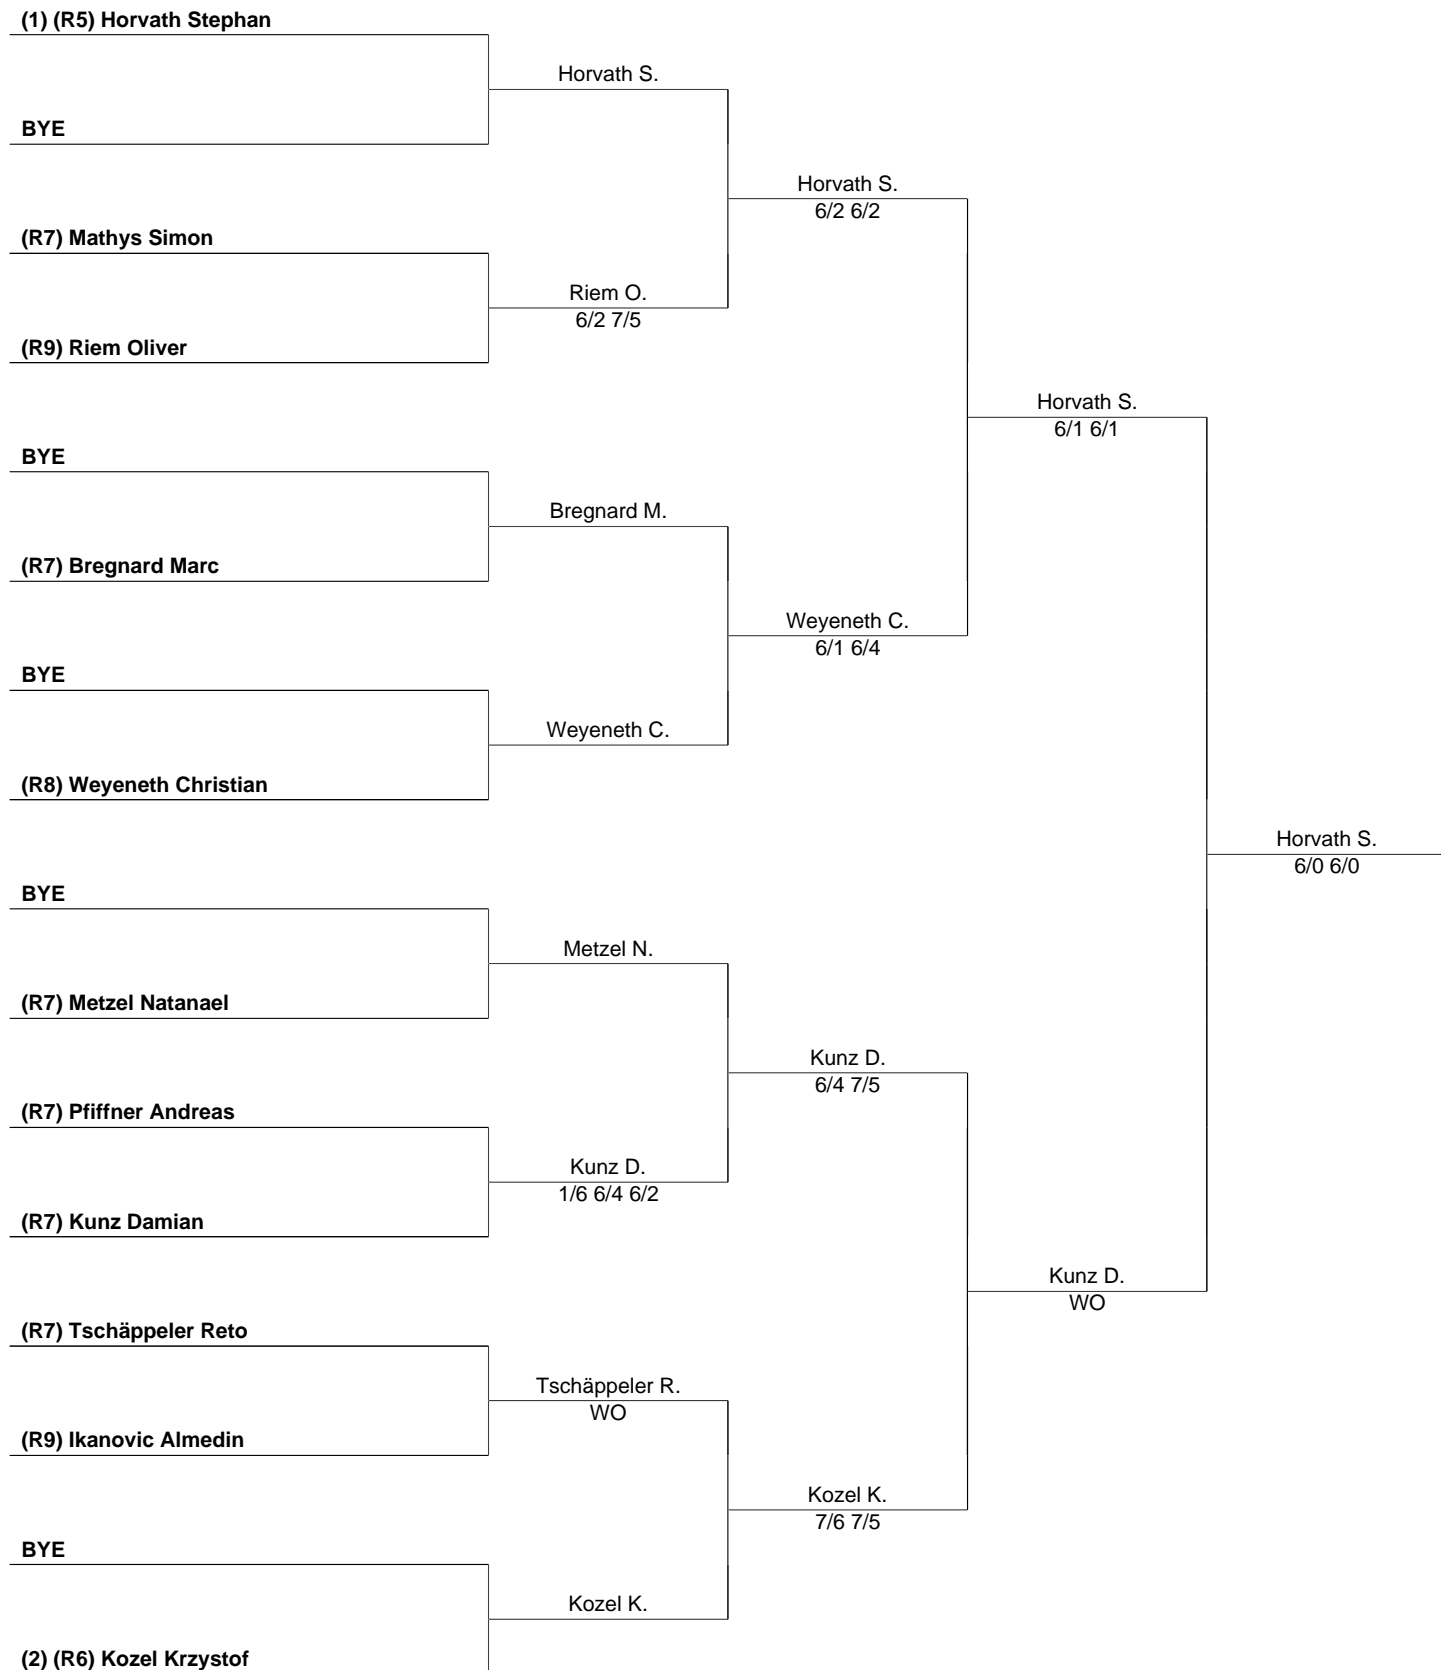 (1) (R5) Horvath Stephan
Horvath S.
BYE
Horvath S.
6/2 6/2
(R7) Mathys Simon
Riem O.
6/2 7/5
(R9) Riem Oliver
Horvath S.
6/1 6/1
BYE
Bregnard M.
(R7) Bregnard Marc
Weyeneth C.
6/1 6/4
BYE
Weyeneth C.
(R8) Weyeneth Christian
Horvath S.
6/0 6/0
BYE
Metzel N.
(R7) Metzel Natanael
Kunz D.
6/4 7/5
(R7) Pfiffner Andreas
Kunz D.
1/6 6/4 6/2
(R7) Kunz Damian
Kunz D.
WO
(R7) Tschäppeler Reto
Tschäppeler R.
WO
(R9) Ikanovic Almedin
Kozel K.
7/6 7/5
BYE
Kozel K.
(2) (R6) Kozel Krzystof